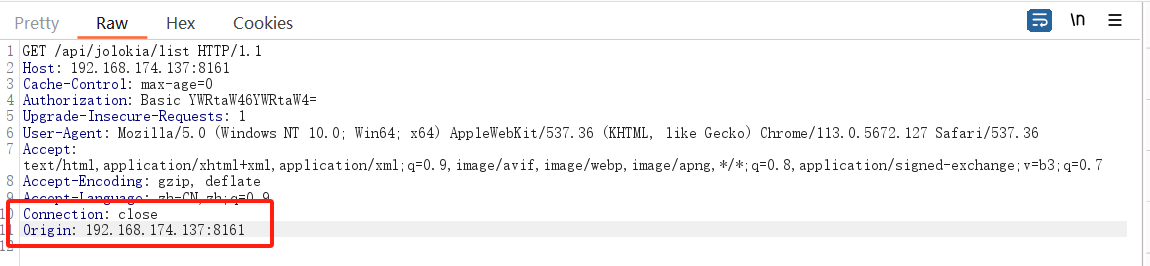 Pretty Raw Hex Cookies \n
1 GET /api/jolokia/list HTTP/1.1
2 Host: 192.168.174.137:8161
3 Cache-Control: max-age=0
4 Authorization: Basic YWRtaW46YWRtaW4=
5 Upgrade-Insecure-Requests: 1
6 User-Agent: Mozilla/5.0 (Windows NT 10.0; Win64; x64) AppleWebKit/537.36 (KHTML, like Gecko) Chrome/113.0.5672.127 Safari/537.36
7 Accept:
text/html,application/xhtml+xml,application/xml;q=0.9,image/avif,image/webp,image/apng,*/*;q=0.8,application/signed-exchange;v=b3;q=0.7
8 Accept-Encoding: gzip, deflate
9 Accept-Language: zh-CN,zh;q=0.9
10 Connection: close
11 Origin: 192.168.174.137:8161
12